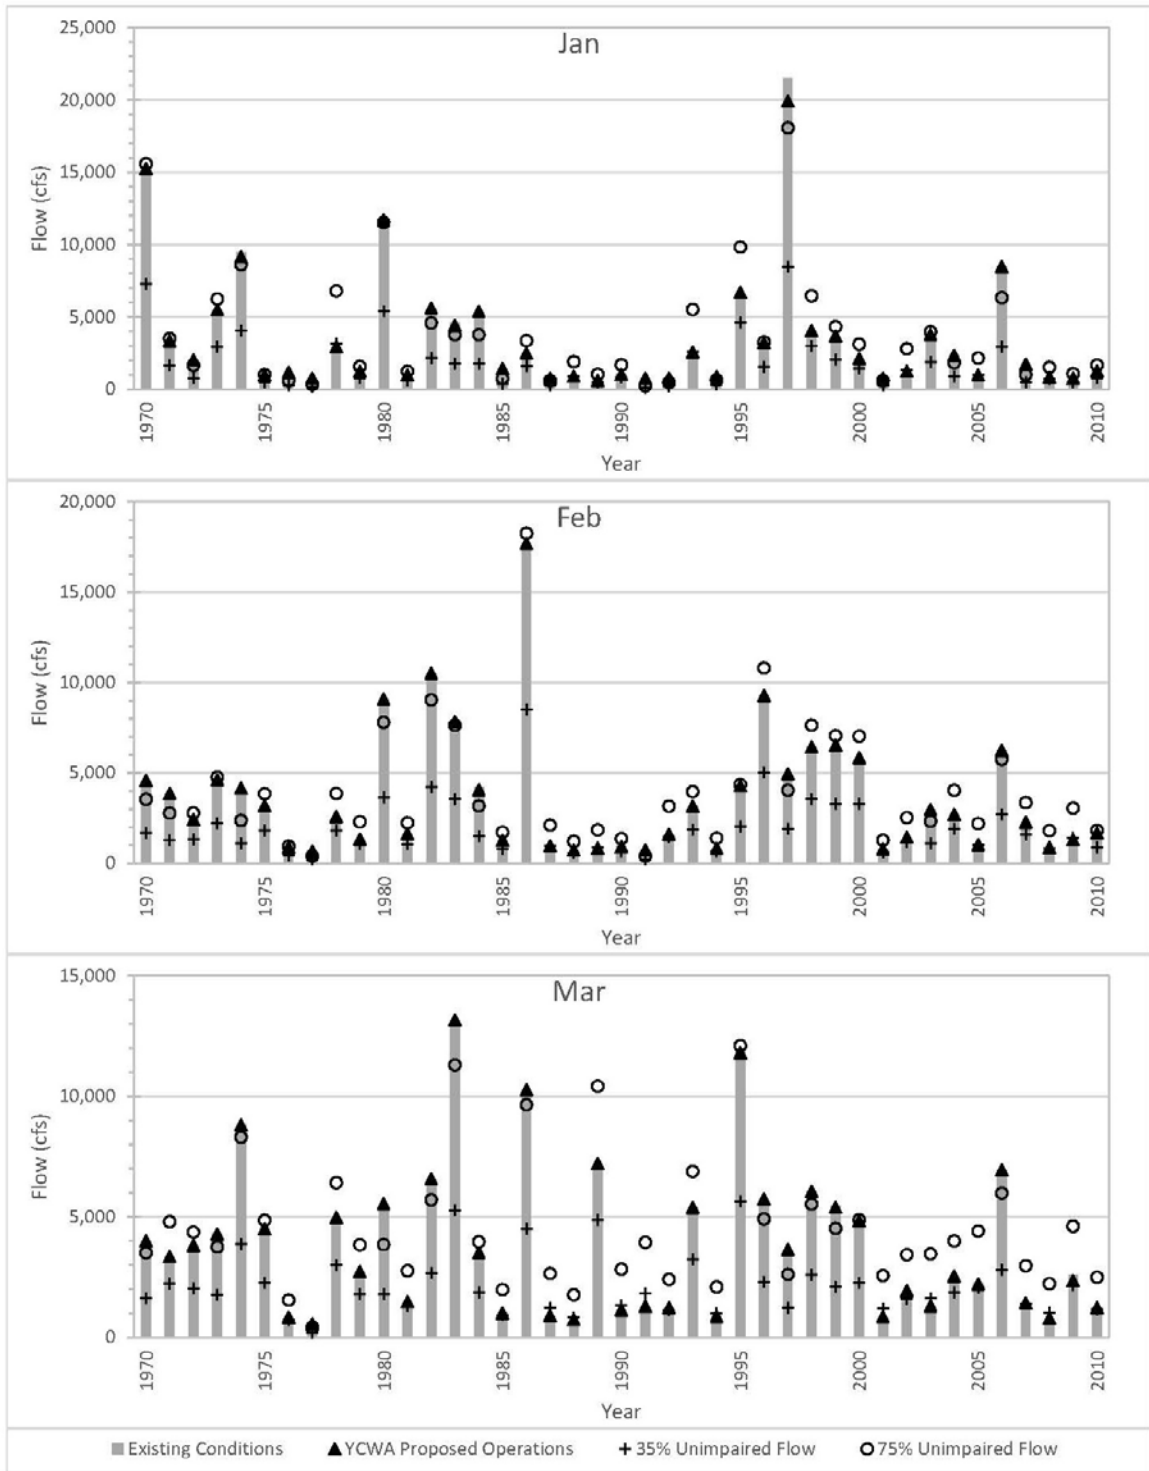 Jan
25,000
20,000
15,000
10,000
5,000
0
Flow (cfs)
1970 1975 1980 1985 1990 1995 2000 2005 2010
Year
Feb
20,000
15,000
10,000
5,000
0
Flow (cfs)
1970 1975 1980 1985 1990 1995 2000 2005 2010
Year
Mar
15,000
10,000
5,000
0
Flow (cfs)
1970 1975 1980 1985 1990 1995 2000 2005 2010
Year
Existing Conditions YCWA Proposed Operations 35% Unimpaired Flow 75% Unimpaired Flow